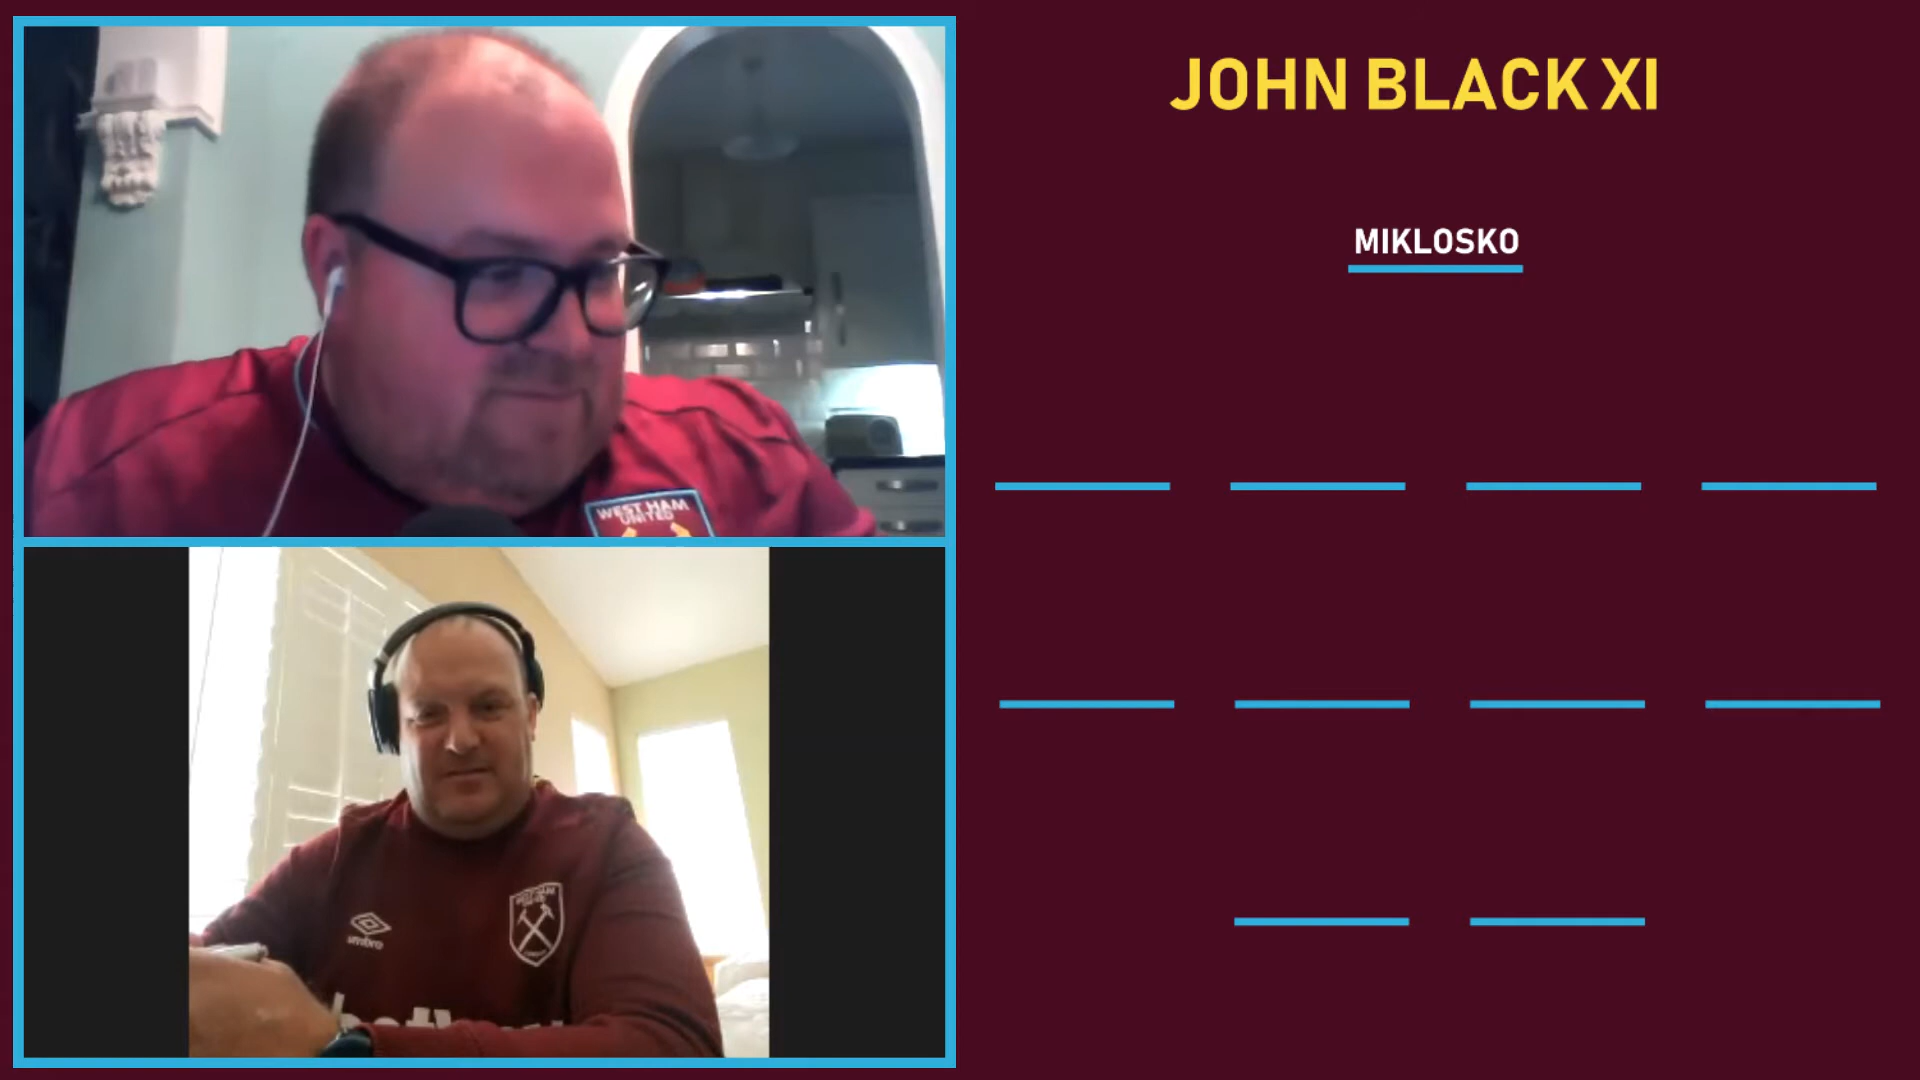 JOHN BLACK XI
MIKLOSKO
WEST HAM
UNITED
umbro